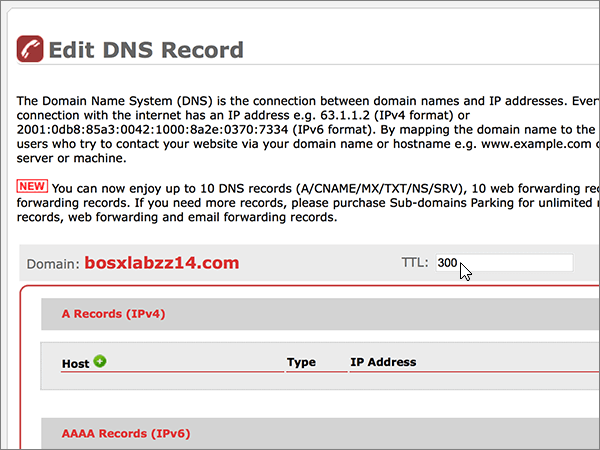 Edit DNS Record
The Domain Name System (DNS) is the connection between domain names and IP addresses. Ever
connection with the internet has an IP address e.g. 63.1.1.2 (IPv4 format) or
2001:0db8:85a3:0042:1000:8a2e:0370:7334 (IPv6 format). By mapping the domain name to the
users who try to contact your website via your domain name or hostname e.g. www.example.com
server or machine.
NEW You can now enjoy up to 10 DNS records (A/CNAME/MX/TXT/NS/SRV), 10 web forwarding
forwarding records. If you need more records, please purchase Sub-domains Parking for unlimited
records, web forwarding and email forwarding records.
Domain: bosxlabzz14.com TTL: 300
A Records (IPv4)
Host Type IP Address
AAAA Records (IPv6)